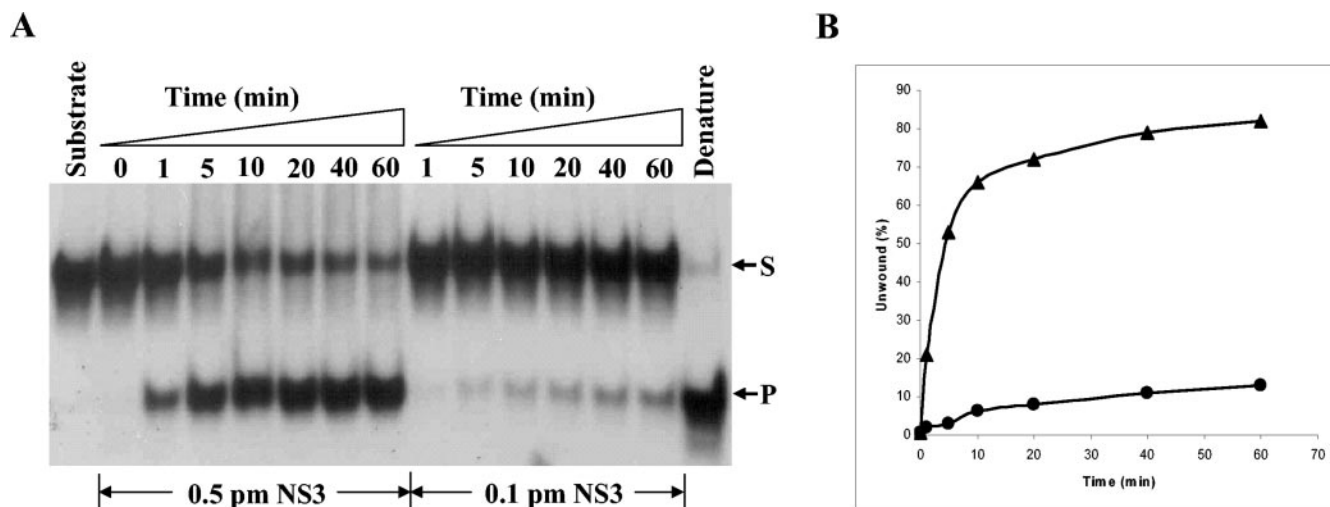 A
Substrate
Time (min)
0 1 5 10 20 40 60
Time (min)
1 5 10 20 40 60
Denature
S
P
0.5 pm NS3
0.1 pm NS3
B
90
80
70
60
50
40
30
20
10
0
Unwound (%)
0 10 20 30 40 50 60 70
Time (min)